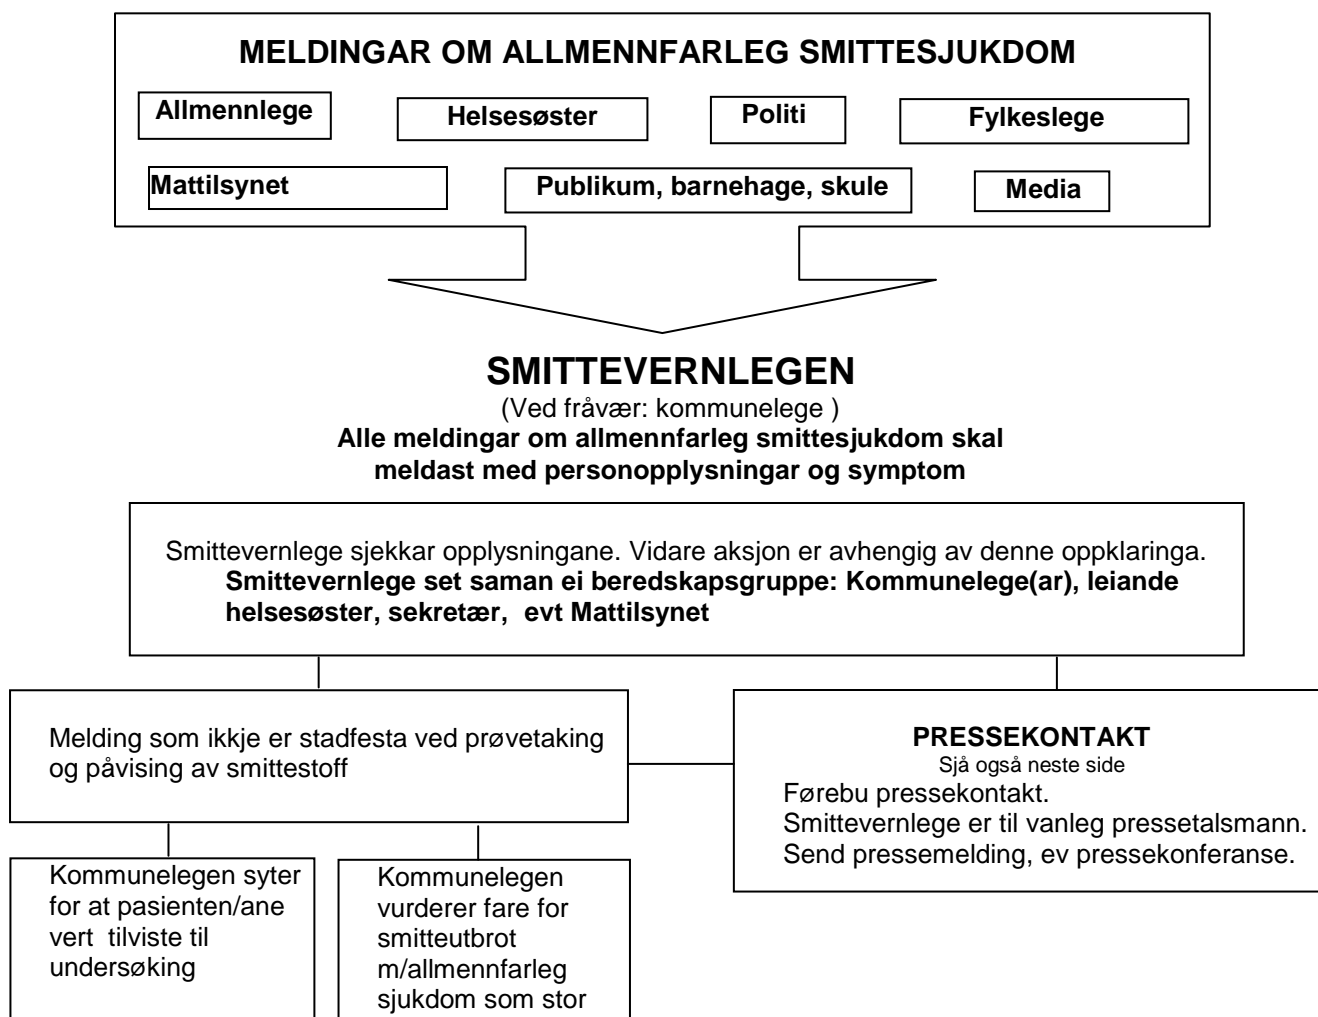 MELDINGAR OM ALLMENNFARLEG SMITTESJUKDOM
Allmennlege
Helsesøster
Politi
Fylkeslege
Mattilsynet
Publikum, barnehage, skule
Media
SMITTEVERNLEGEN
(Ved fråvær: kommunelege )
Alle meldingar om allmennfarleg smittesjukdom skal
meldast med personopplysningar og symptom
Smittevernlege sjekkar opplysningane. Vidare aksjon er avhengig av denne oppklaringa.
Smittevernlege set saman ei beredskapsgruppe: Kommunelege(ar), leiande
helsesøster, sekretær, evt Mattilsynet
Melding som ikkje er stadfesta ved prøvetaking
og påvising av smittestoff
PRESSEKONTAKT
Sjå også neste side
Førebu pressekontakt.
Smittevernlege er til vanleg pressetalsmann.
Send pressemelding, ev pressekonferanse.
Kommunelegen syter
for at pasienten/ane
vert tilviste til
undersøking
Kommunelegen
vurderer fare for
smitteutbrot
m/allmennfarleg
sjukdom som stor